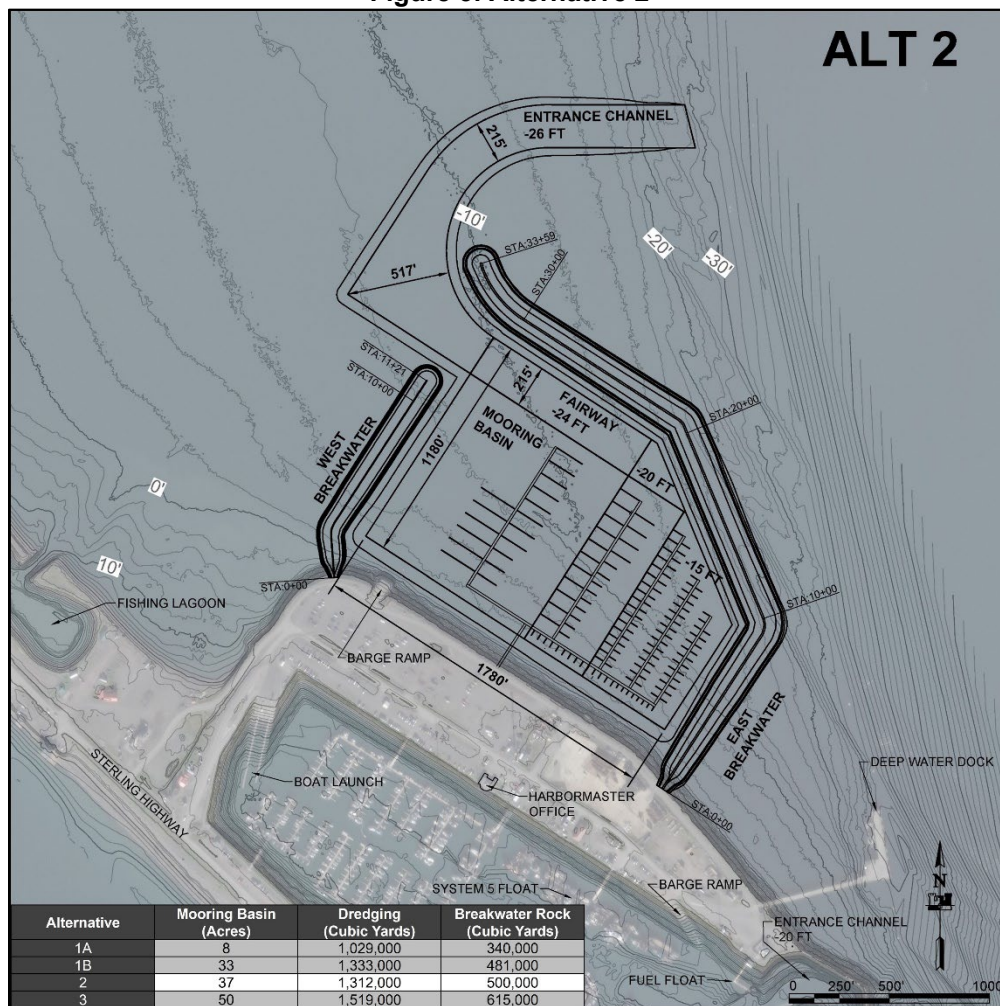 Figure 6. Alternative 2
ALT 2
ENTRANCE CHANNEL
-26 FT
215'
-10'
STA:33+59
-20'
-30'
STA:30+00
517'
STA:11+21
STA:10+00
215'
FAIRWAY
-24 FT
STA:20+00
MOORING
BASIN
WEST
BREAKWATER
1180'
-20 FT
0'
-15 FT
10'
STA:0+00
STA:10+00
FISHING LAGOON
BARGE RAMP
1780'
EAST
BREAKWATER
DEEP WATER DOCK
STERLING HIGHWAY
BOAT LAUNCH
HARBORMASTER
OFFICE
STA:0+00
SYSTEM 5 FLOAT
BARGE RAMP
N
ENTRANCE CHANNEL
-20 FT
FUEL FLOAT
0 250' 500' 1000'
Alternative Mooring Basin (Acres) Dredging (Cubic Yards) Breakwater Rock (Cubic Yards)
1A 8 1,029,000 340,000
1B 33 1,333,000 481,000
2 37 1,312,000 500,000
3 50 1,519,000 615,000